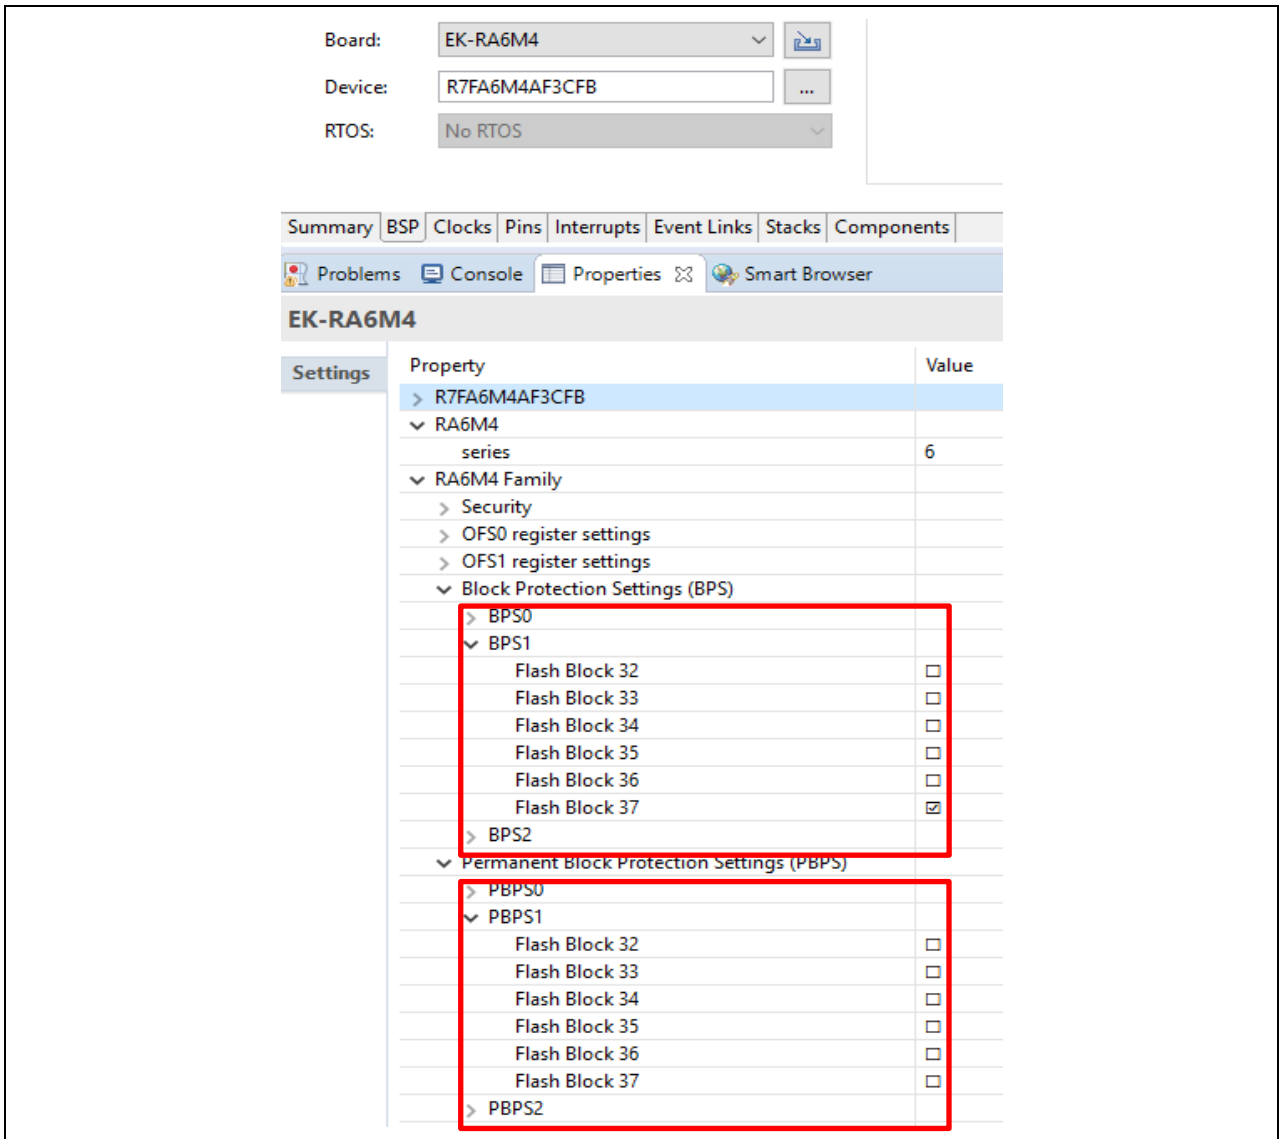 Board: EK-RA6M4
Device: R7FA6M4AF3CFB ...
RTOS: No RTOS
Summary BSP Clocks Pins Interrupts Event Links Stacks Components
Problems Console Properties Smart Browser
EK-RA6M4
Settings Property Value
R7FA6M4AF3CFB
RA6M4
series 6
RA6M4 Family
Security
OFS0 register settings
OFS1 register settings
Block Protection Settings (BPS)
BPS0
BPS1
Flash Block 32
Flash Block 33
Flash Block 34
Flash Block 35
Flash Block 36
Flash Block 37
BPS2
Permanent Block Protection Settings (PBPS)
PBPS0
PBPS1
Flash Block 32
Flash Block 33
Flash Block 34
Flash Block 35
Flash Block 36
Flash Block 37
PBPS2